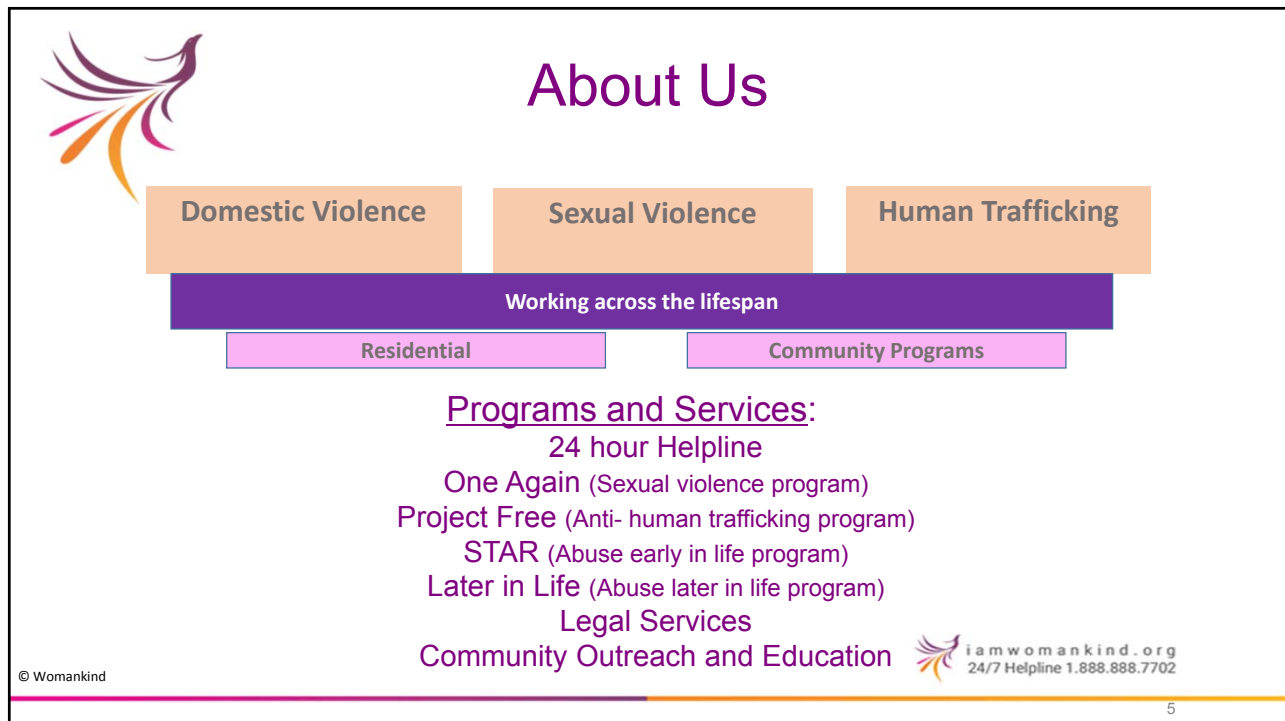 About Us
Domestic Violence
Sexual Violence
Human Trafficking
Working across the lifespan
Residential
Community Programs
Programs and Services:
24 hour Helpline
One Again (Sexual violence program)
Project Free (Anti- human trafficking program)
STAR (Abuse early in life program)
Later in Life (Abuse later in life program)
Legal Services
Community Outreach and Education
iamwomankind.org
24/7 Helpline 1.888.888.7702
© Womankind
5